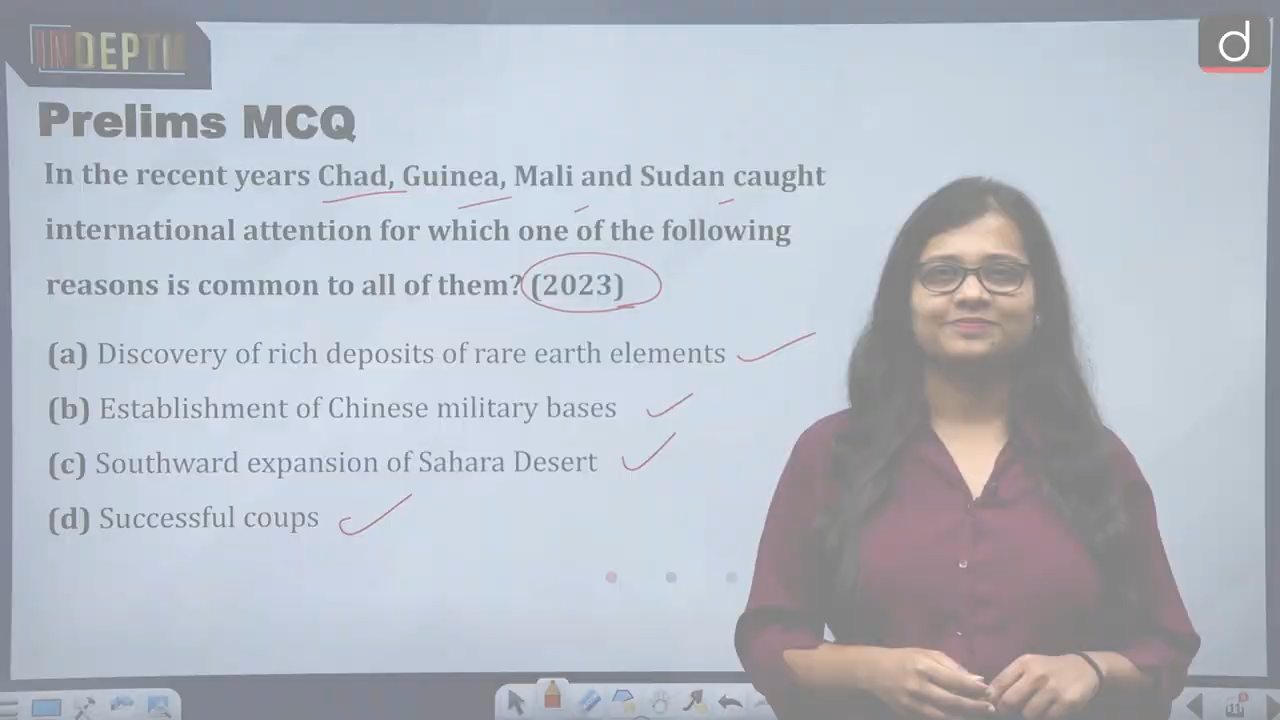 INDEPTH
d
Prelims MCQ
In the recent years Chad, Guinea, Mali and Sudan caught
international attention for which one of the following
reasons is common to all of them? (2023)
(a) Discovery of rich deposits of rare earth elements
(b) Establishment of Chinese military bases
(c) Southward expansion of Sahara Desert
(d) Successful coups